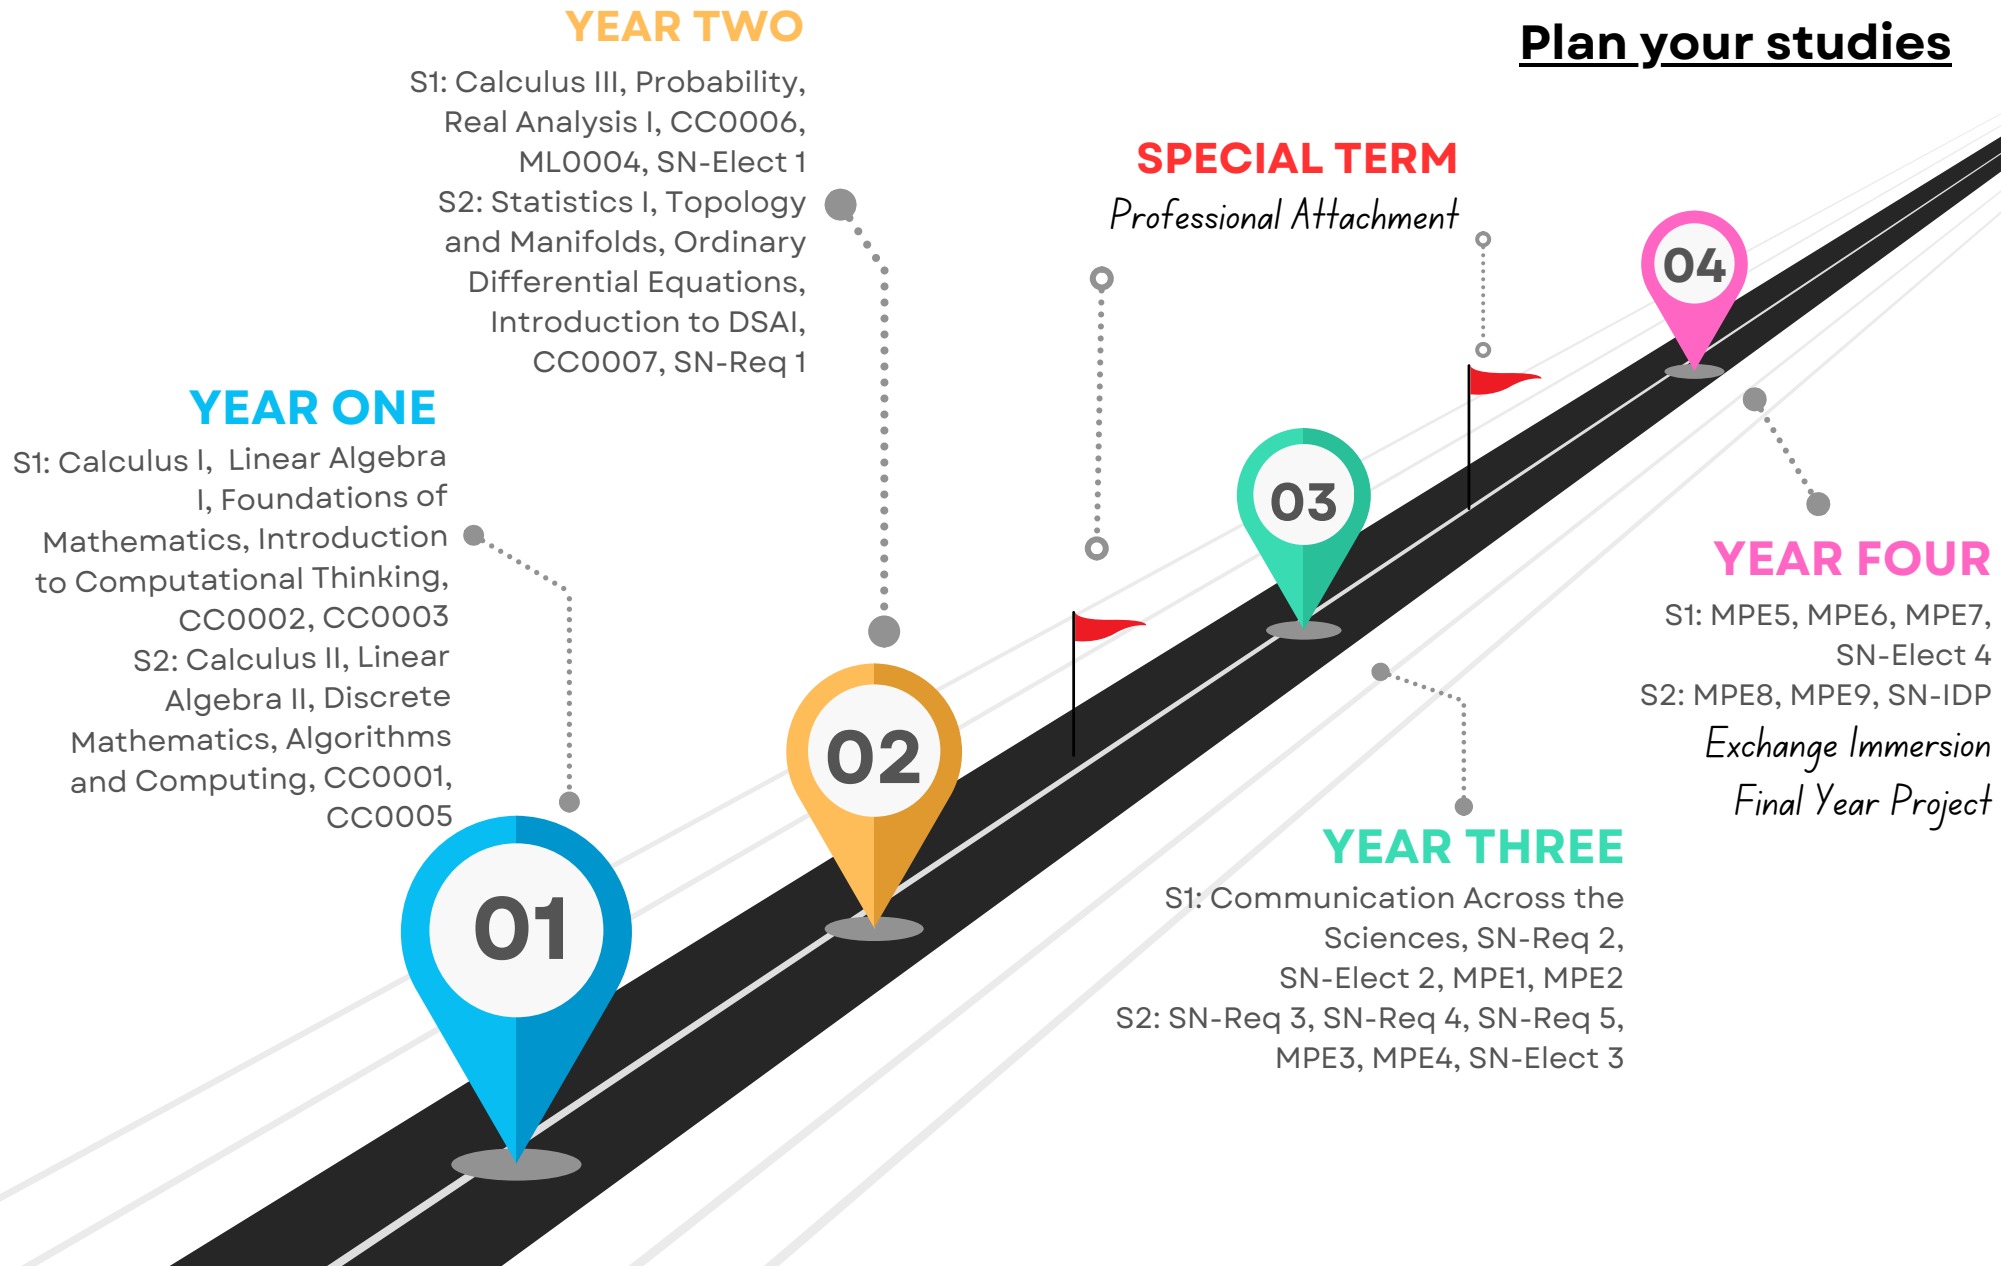 Plan your studies
YEAR ONE
S1: Calculus I, Linear Algebra
I, Foundations of
Mathematics, Introduction
to Computational Thinking,
CC0002, CC0003
S2: Calculus II, Linear
Algebra II, Discrete
Mathematics, Algorithms
and Computing, CC0001,
CC0005
01
YEAR TWO
S1: Calculus III, Probability,
Real Analysis I, CC0006,
ML0004, SN-Elect 1
S2: Statistics I, Topology
and Manifolds, Ordinary
Differential Equations,
Introduction to DSAI,
CC0007, SN-Req 1
02
SPECIAL TERM
Professional Attachment
03
YEAR THREE
S1: Communication Across the
Sciences, SN-Req 2,
SN-Elect 2, MPE1, MPE2
S2: SN-Req 3, SN-Req 4, SN-Req 5,
MPE3, MPE4, SN-Elect 3
04
YEAR FOUR
S1: MPE5, MPE6, MPE7,
SN-Elect 4
S2: MPE8, MPE9, SN-IDP
Exchange Immersion
Final Year Project